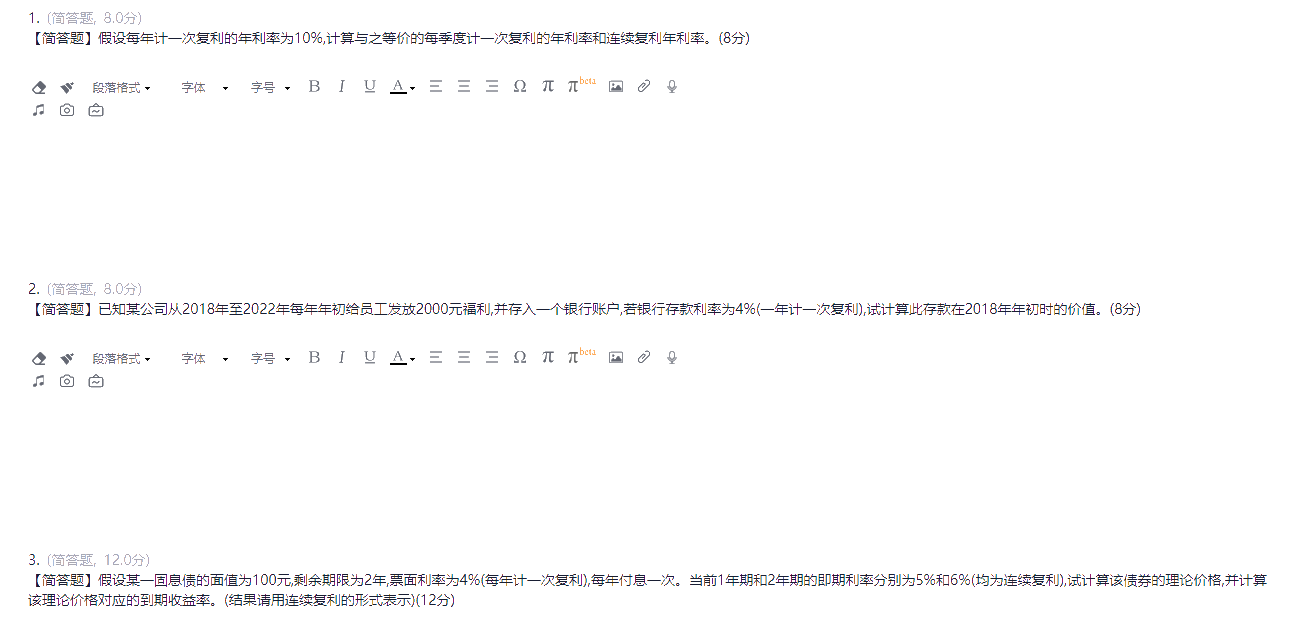 1. (简答题, 8.0分)
【简答题】假设每年计一次复利的年利率为10%,计算与之等价的每季度计一次复利的年利率和连续复利年利率。(8分)
段落格式 字体 字号 B I U A Ω π πbeta
2. (简答题, 8.0分)
【简答题】已知某公司从2018年至2022年每年年初给员工发放2000元福利,并存入一个银行账户,若银行存款利率为4%(一年计一次复利),试计算此存款在2018年年初时的价值。(8分)
段落格式 字体 字号 B I U A Ω π πbeta
3. (简答题, 12.0分)
【简答题】假设某一固息债的面值为100元,剩余期限为2年,票面利率为4%(每年计一次复利),每年付息一次。当前1年期和2年期的即期利率分别为5%和6%(均为连续复利),试计算该债券的理论价格,并计算
该理论价格对应的到期收益率。(结果请用连续复利的形式表示)(12分)